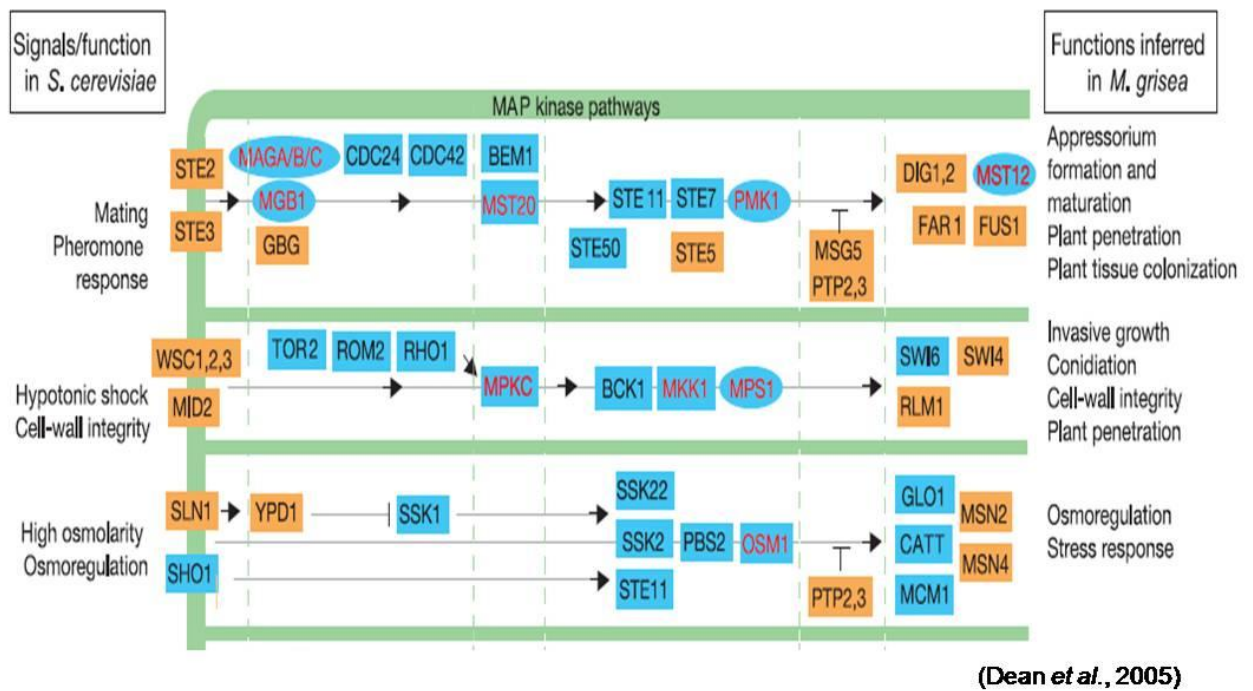 Signals/function
in S. cerevisiae
Functions inferred
in M. grisea
MAP kinase pathways
Mating
Pheromone
response
STE2
STE3
MAGA/B/C
MGB1
GBG
CDC24
CDC42
BEM1
MST20
STE 11
STE7
PMK1
STE50
STE5
MSG5
PTP2,3
DIG1,2
MST12
FAR 1
FUS1
Appressorium
formation and
maturation
Plant penetration
Plant tissue colonization
Hypotonic shock
Cell-wall integrity
WSC1,2,3
MID2
TOR2
ROM2
RHO1
MPKC
BCK1
MKK1
MPS1
SWI6
SWI4
RLM1
Invasive growth
Conidiation
Cell-wall integrity
Plant penetration
High osmolarity
Osmoregulation
SLN1
SHO1
YPD1
SSK1
SSK22
SSK2
PBS2
OSM1
STE11
PTP2,3
GLO1
MSN2
CATT
MSN4
MCM1
Osmoregulation
Stress response
(Dean et al., 2005)